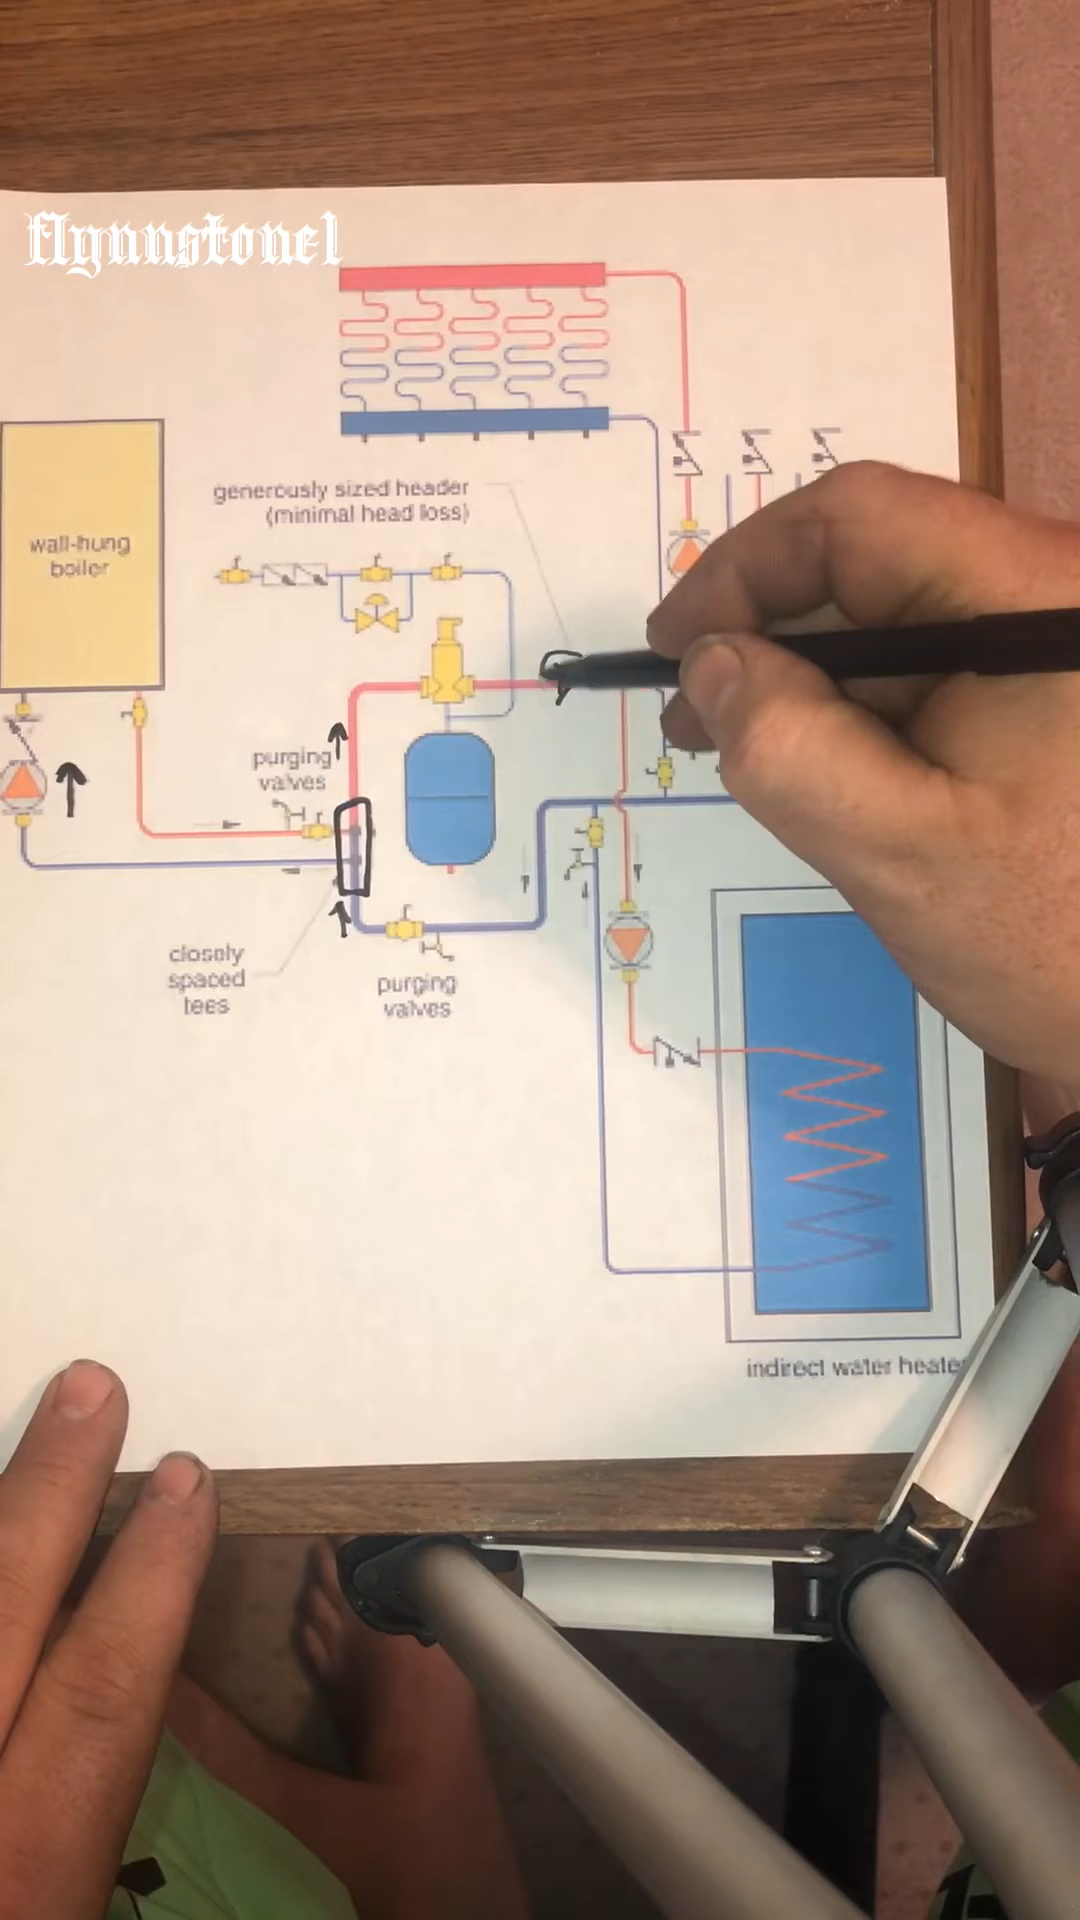 flynnstone1
generously sized header
(minimal head loss)
wall-hung
boiler
purging
valves
closely
spaced
tees
purging
valves
indirect water heater